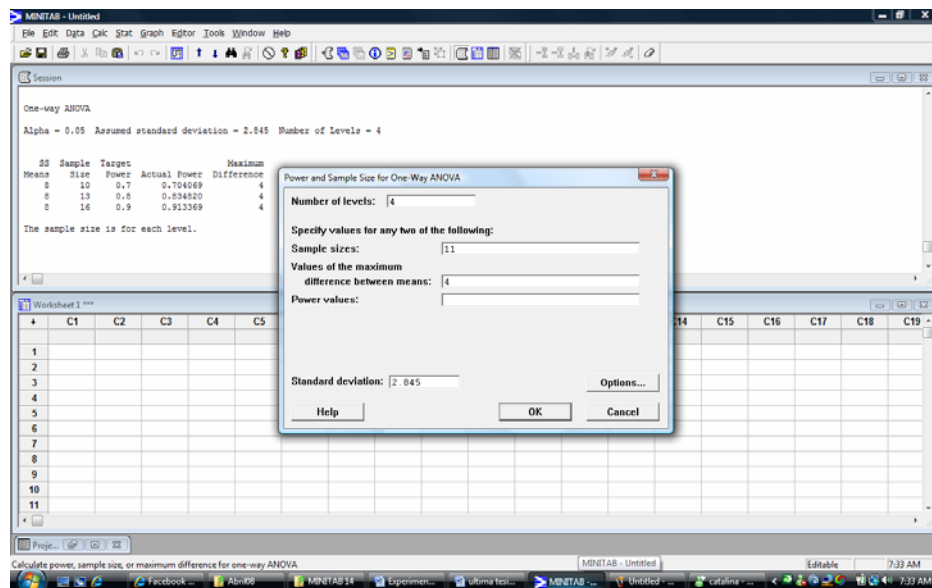 MINITAB - Untitled
File Edit Data Calc Stat Graph Editor Tools Window Help
Session
One-way ANOVA
Alpha = 0.05 Assumed standard deviation = 2.845 Number of Levels = 4
SS Sample Target Maximum
Means Size Power Actual Power Difference
8 10 0.7 0.704069 4
8 13 0.8 0.834820 4
8 16 0.9 0.913369 4
The sample size is for each level.
Power and Sample Size for One-Way ANOVA
Number of levels: 4
Specify values for any two of the following:
Sample sizes: 11
Values of the maximum
difference between means: 4
Power values:
Standard deviation: 2.845
Options...
Help OK Cancel
Worksheet 1 ***
+ C1 C2 C3 C4 C5 C14 C15 C16 C17 C18 C19
1
2
3
4
5
6
7
8
9
10
11
Proje...
Calculate power, sample size, or maximum difference for one-way ANOVA
MINITAB - Untitled
Editable 7:33 AM
Facebook ... Abril08 MINITAB 14 Experimen... ultima tesi... MINITAB -... Untitled - ... catalina - ... 7:33 AM